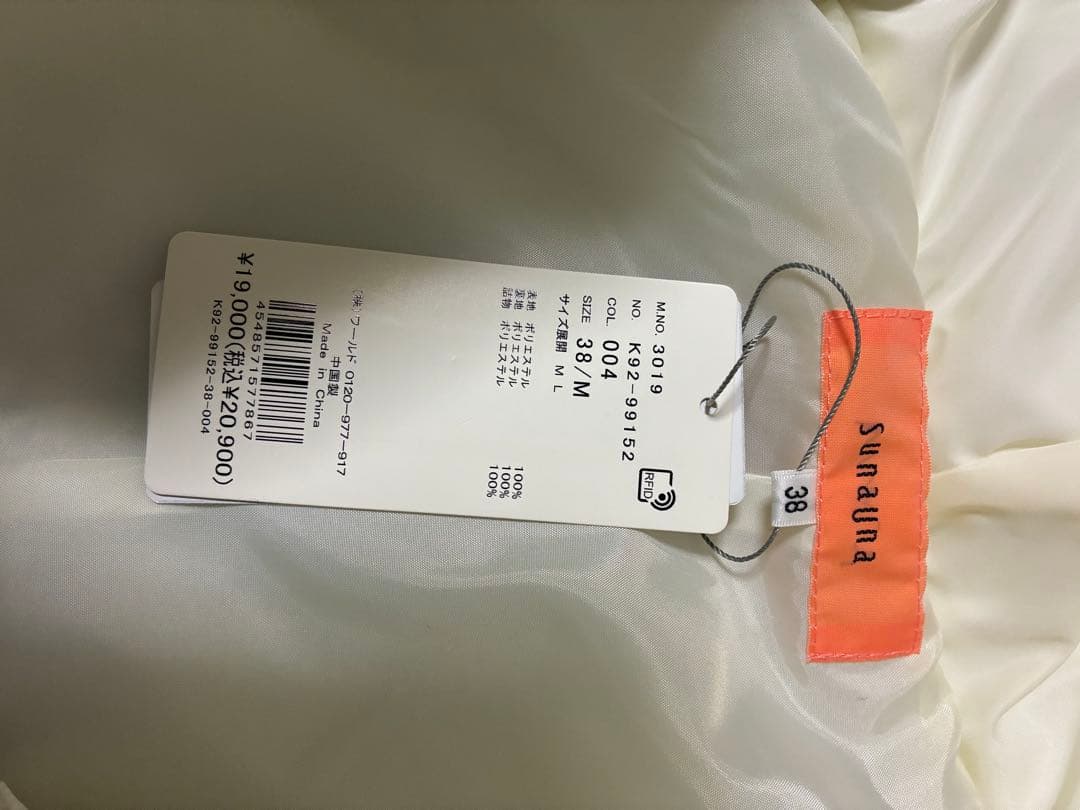 sunauna
38
RFID
M.NO. 3019
NO. K92-99152
COL. 004
SIZE 38/M
サイズ展開 M L
表地 ポリエステル 100%
裏地 ポリエステル 100%
詰物 ポリエステル 100%
(株)ワールド 0120-977-917
中国製
Made in China
4548571577867
¥19,000(税込¥20,900)
K92-99152-38-004